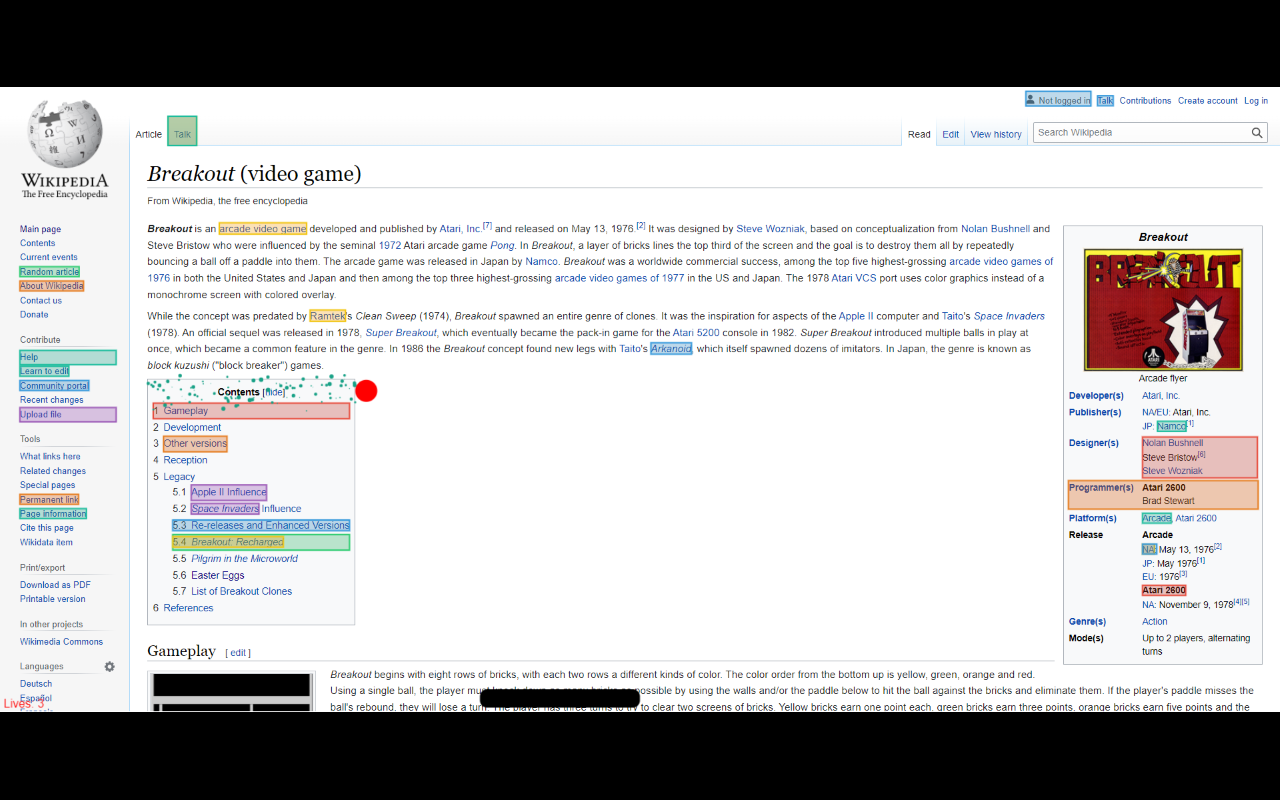 Not logged in Talk Contributions Create account Log in
Article Talk Read Edit View history Search Wikipedia
WIKIPEDIA
The Free Encyclopedia
Main page
Contents
Current events
Random article
About Wikipedia
Contact us
Donate
Contribute
Help
Learn to edit
Community portal
Recent changes
Upload file
Tools
What links here
Related changes
Special pages
Permanent link
Page information
Cite this page
Wikidata item
Print/export
Download as PDF
Printable version
In other projects
Wikimedia Commons
Languages
Deutsch
Español
Lives: 3
Breakout (video game)
From Wikipedia, the free encyclopedia
Breakout is an arcade video game developed and published by Atari, Inc.[7] and released on May 13, 1976 [2] It was designed by Steve Wozniak, based on conceptualization from Nolan Bushnell and
Steve Bristow who were influenced by the seminal 1972 Atari arcade game Pong. In Breakout, a layer of bricks lines the top third of the screen and the goal is to destroy them all by repeatedly
bouncing a ball off a paddle into them. The arcade game was released in Japan by Namco. Breakout was a worldwide commercial success, among the top five highest-grossing arcade video games of
1976 in both the United States and Japan and then among the top three highest-grossing arcade video games of 1977 in the US and Japan. The 1978 Atari VCS port uses color graphics instead of a
monochrome screen with colored overlay.
While the concept was predated by Ramtek's Clean Sweep (1974), Breakout spawned an entire genre of clones. It was the inspiration for aspects of the Apple II computer and Taito's Space Invaders
(1978). An official sequel was released in 1978, Super Breakout, which eventually became the pack-in game for the Atari 5200 console in 1982. Super Breakout introduced multiple balls in play at
once, which became a common feature in the genre. In 1986 the Breakout concept found new legs with Taito's Arkanoid, which itself spawned dozens of imitators. In Japan, the genre is known as
block kuzushi ("block breaker") games.
Contents [hide]
1 Gameplay
2 Development
3 Other versions
4 Reception
5 Legacy
5.1 Apple II Influence
5.2 Space Invaders Influence
5.3 Re-releases and Enhanced Versions
5.4 Breakout: Recharged
5.5 Pilgrim in the Microworld
5.6 Easter Eggs
5.7 List of Breakout Clones
6 References
Breakout
BREAKOUT
ATARI
Arcade flyer
Developer(s) Atari, Inc.
Publisher(s) NA/EU: Atari, Inc.
JP: Namco[1]
Designer(s) Nolan Bushnell
Steve Bristow[6]
Steve Wozniak
Programmer(s) Atari 2600
Brad Stewart
Platform(s) Arcade, Atari 2600
Release Arcade
NA: May 13, 1976[2]
JP: May 1976[1]
EU: 1976[3]
Atari 2600
NA: November 9, 1978[4][5]
Genre(s) Action
Mode(s) Up to 2 players, alternating
turns
Gameplay [ edit ]
Breakout begins with eight rows of bricks, with each two rows a different kinds of color. The color order from the bottom up is yellow, green, orange and red.
Using a single ball, the player must knock down as many bricks as possible by using the walls and/or the paddle below to hit the ball against the bricks and eliminate them. If the player's paddle misses the
ball's rebound, they will lose a turn. The player has three turns to try to clear two screens of bricks. Yellow bricks earn one point each, green bricks earn three points, orange bricks earn five points and the